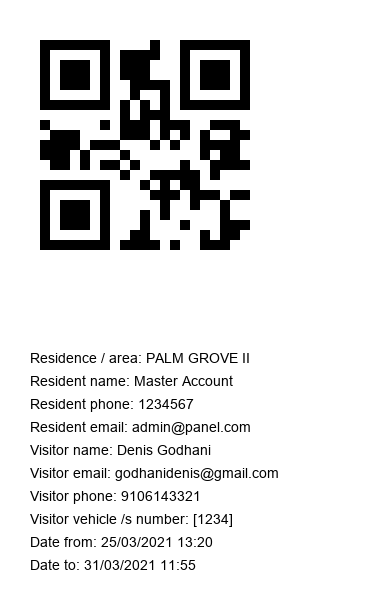 Residence / area: PALM GROVE II
Resident name: Master Account
Resident phone: 1234567
Resident email: admin@panel.com
Visitor name: Denis Godhani
Visitor email: godhanidenis@gmail.com
Visitor phone: 9106143321
Visitor vehicle /s number: [1234]
Date from: 25/03/2021 13:20
Date to: 31/03/2021 11:55